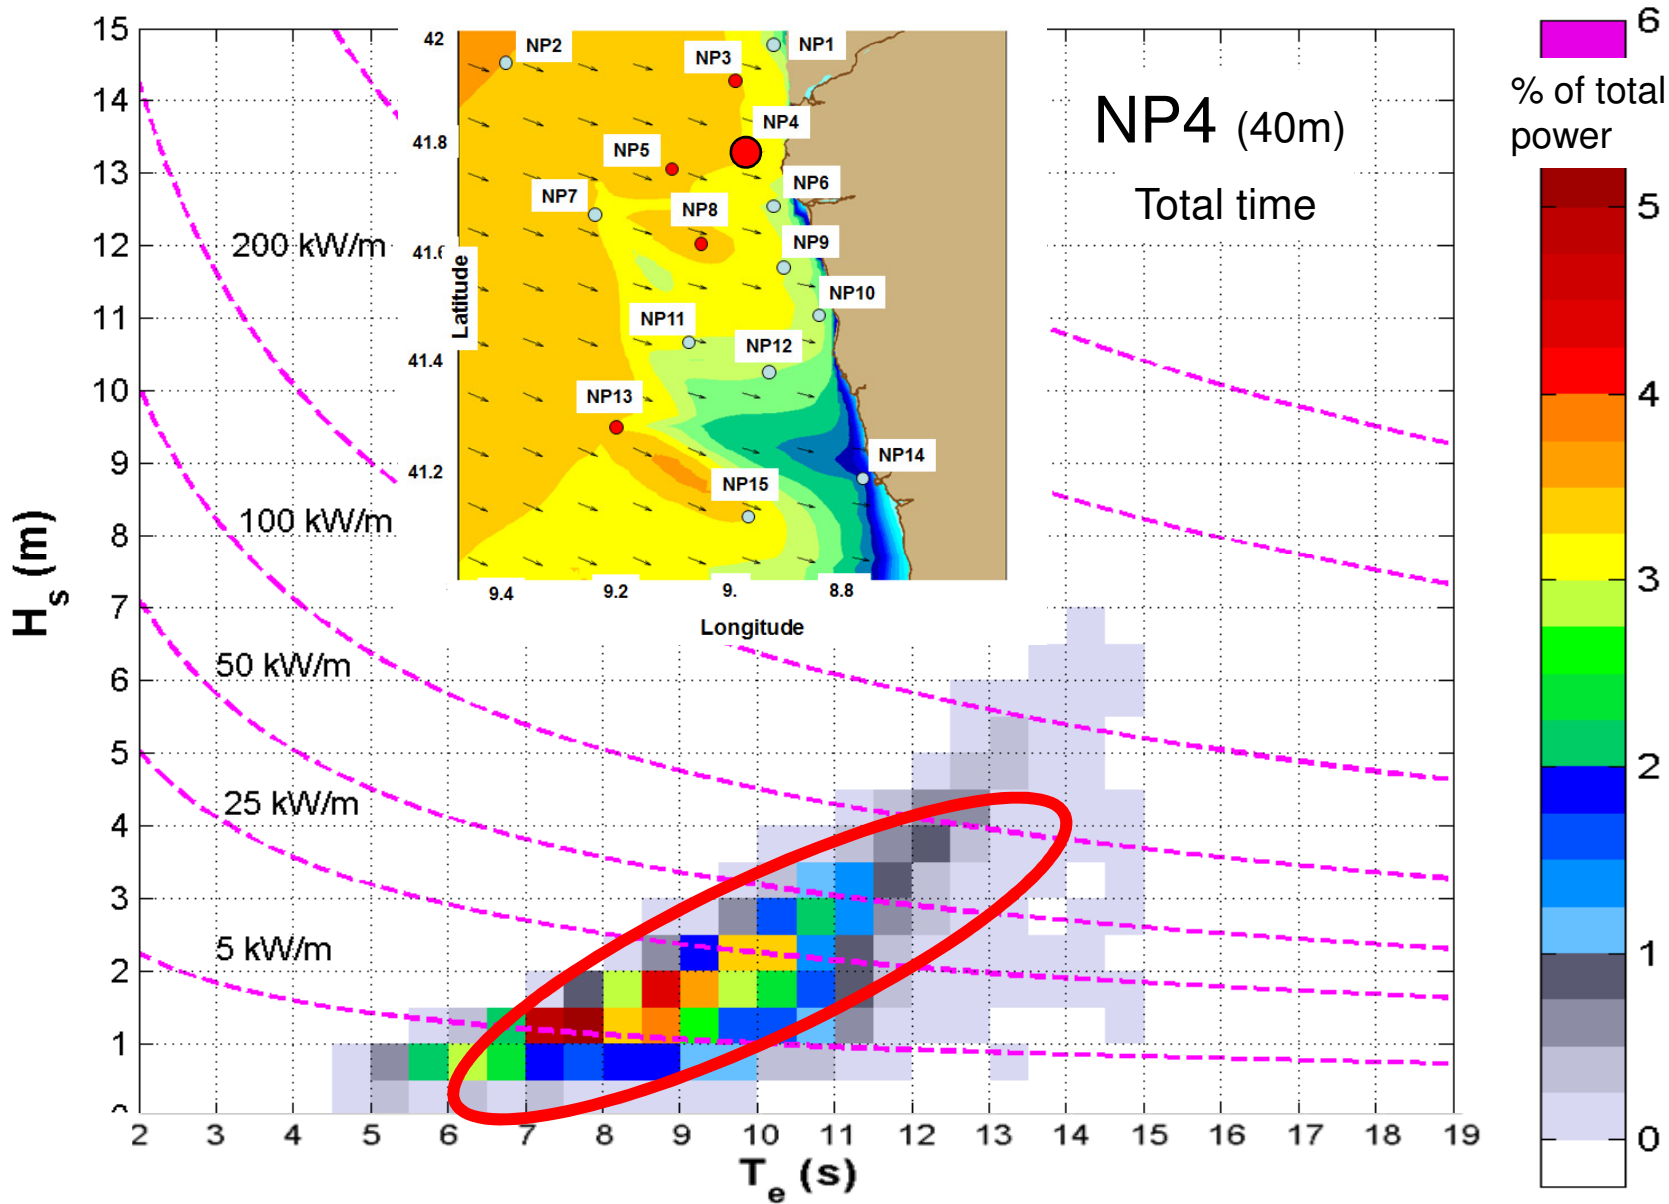 NP4 (40m)
Total time
% of total
power
6
5
4
3
2
1
0
H_s (m)
15
14
13
12
11
10
9
8
7
6
5
4
3
2
1
0
200 kW/m
100 kW/m
50 kW/m
25 kW/m
5 kW/m
2 3 4 5 6 7 8 9 10 11 12 13 14 15 16 17 18 19
T_e (s)
Latitude
42
41.8
41.6
41.4
41.2
NP1
NP2
NP3
NP4
NP5
NP6
NP7
NP8
NP9
NP10
NP11
NP12
NP13
NP14
NP15
9.4 9.2 9. 8.8
Longitude